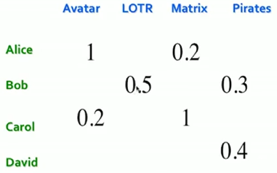 Avatar LOTR Matrix Pirates
Alice 1 0.2
Bob 0.5 0.3
Carol 0.2 1
David 0.4